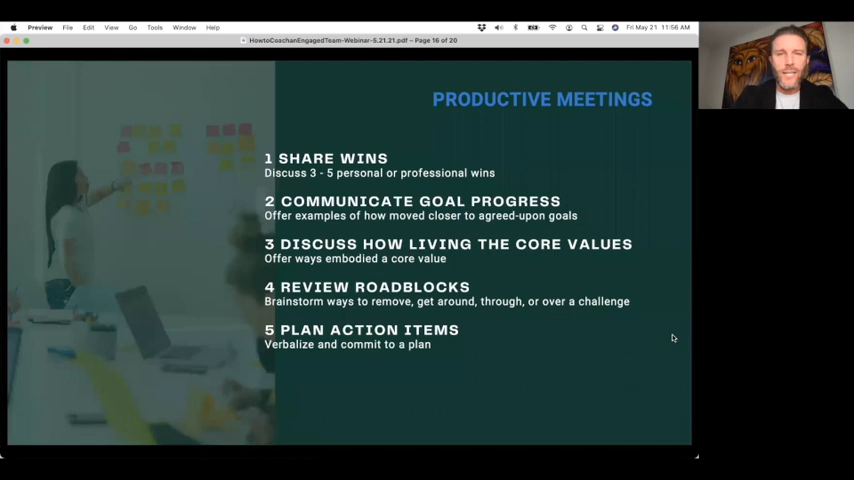 Preview File Edit View Go Tools Window Help Fri May 21 11:56 AM
HowtoCoachanEngagedTeam-Webinar-5.21.21.pdf – Page 16 of 20
PRODUCTIVE MEETINGS
1 SHARE WINS
Discuss 3 - 5 personal or professional wins
2 COMMUNICATE GOAL PROGRESS
Offer examples of how moved closer to agreed-upon goals
3 DISCUSS HOW LIVING THE CORE VALUES
Offer ways embodied a core value
4 REVIEW ROADBLOCKS
Brainstorm ways to remove, get around, through, or over a challenge
5 PLAN ACTION ITEMS
Verbalize and commit to a plan